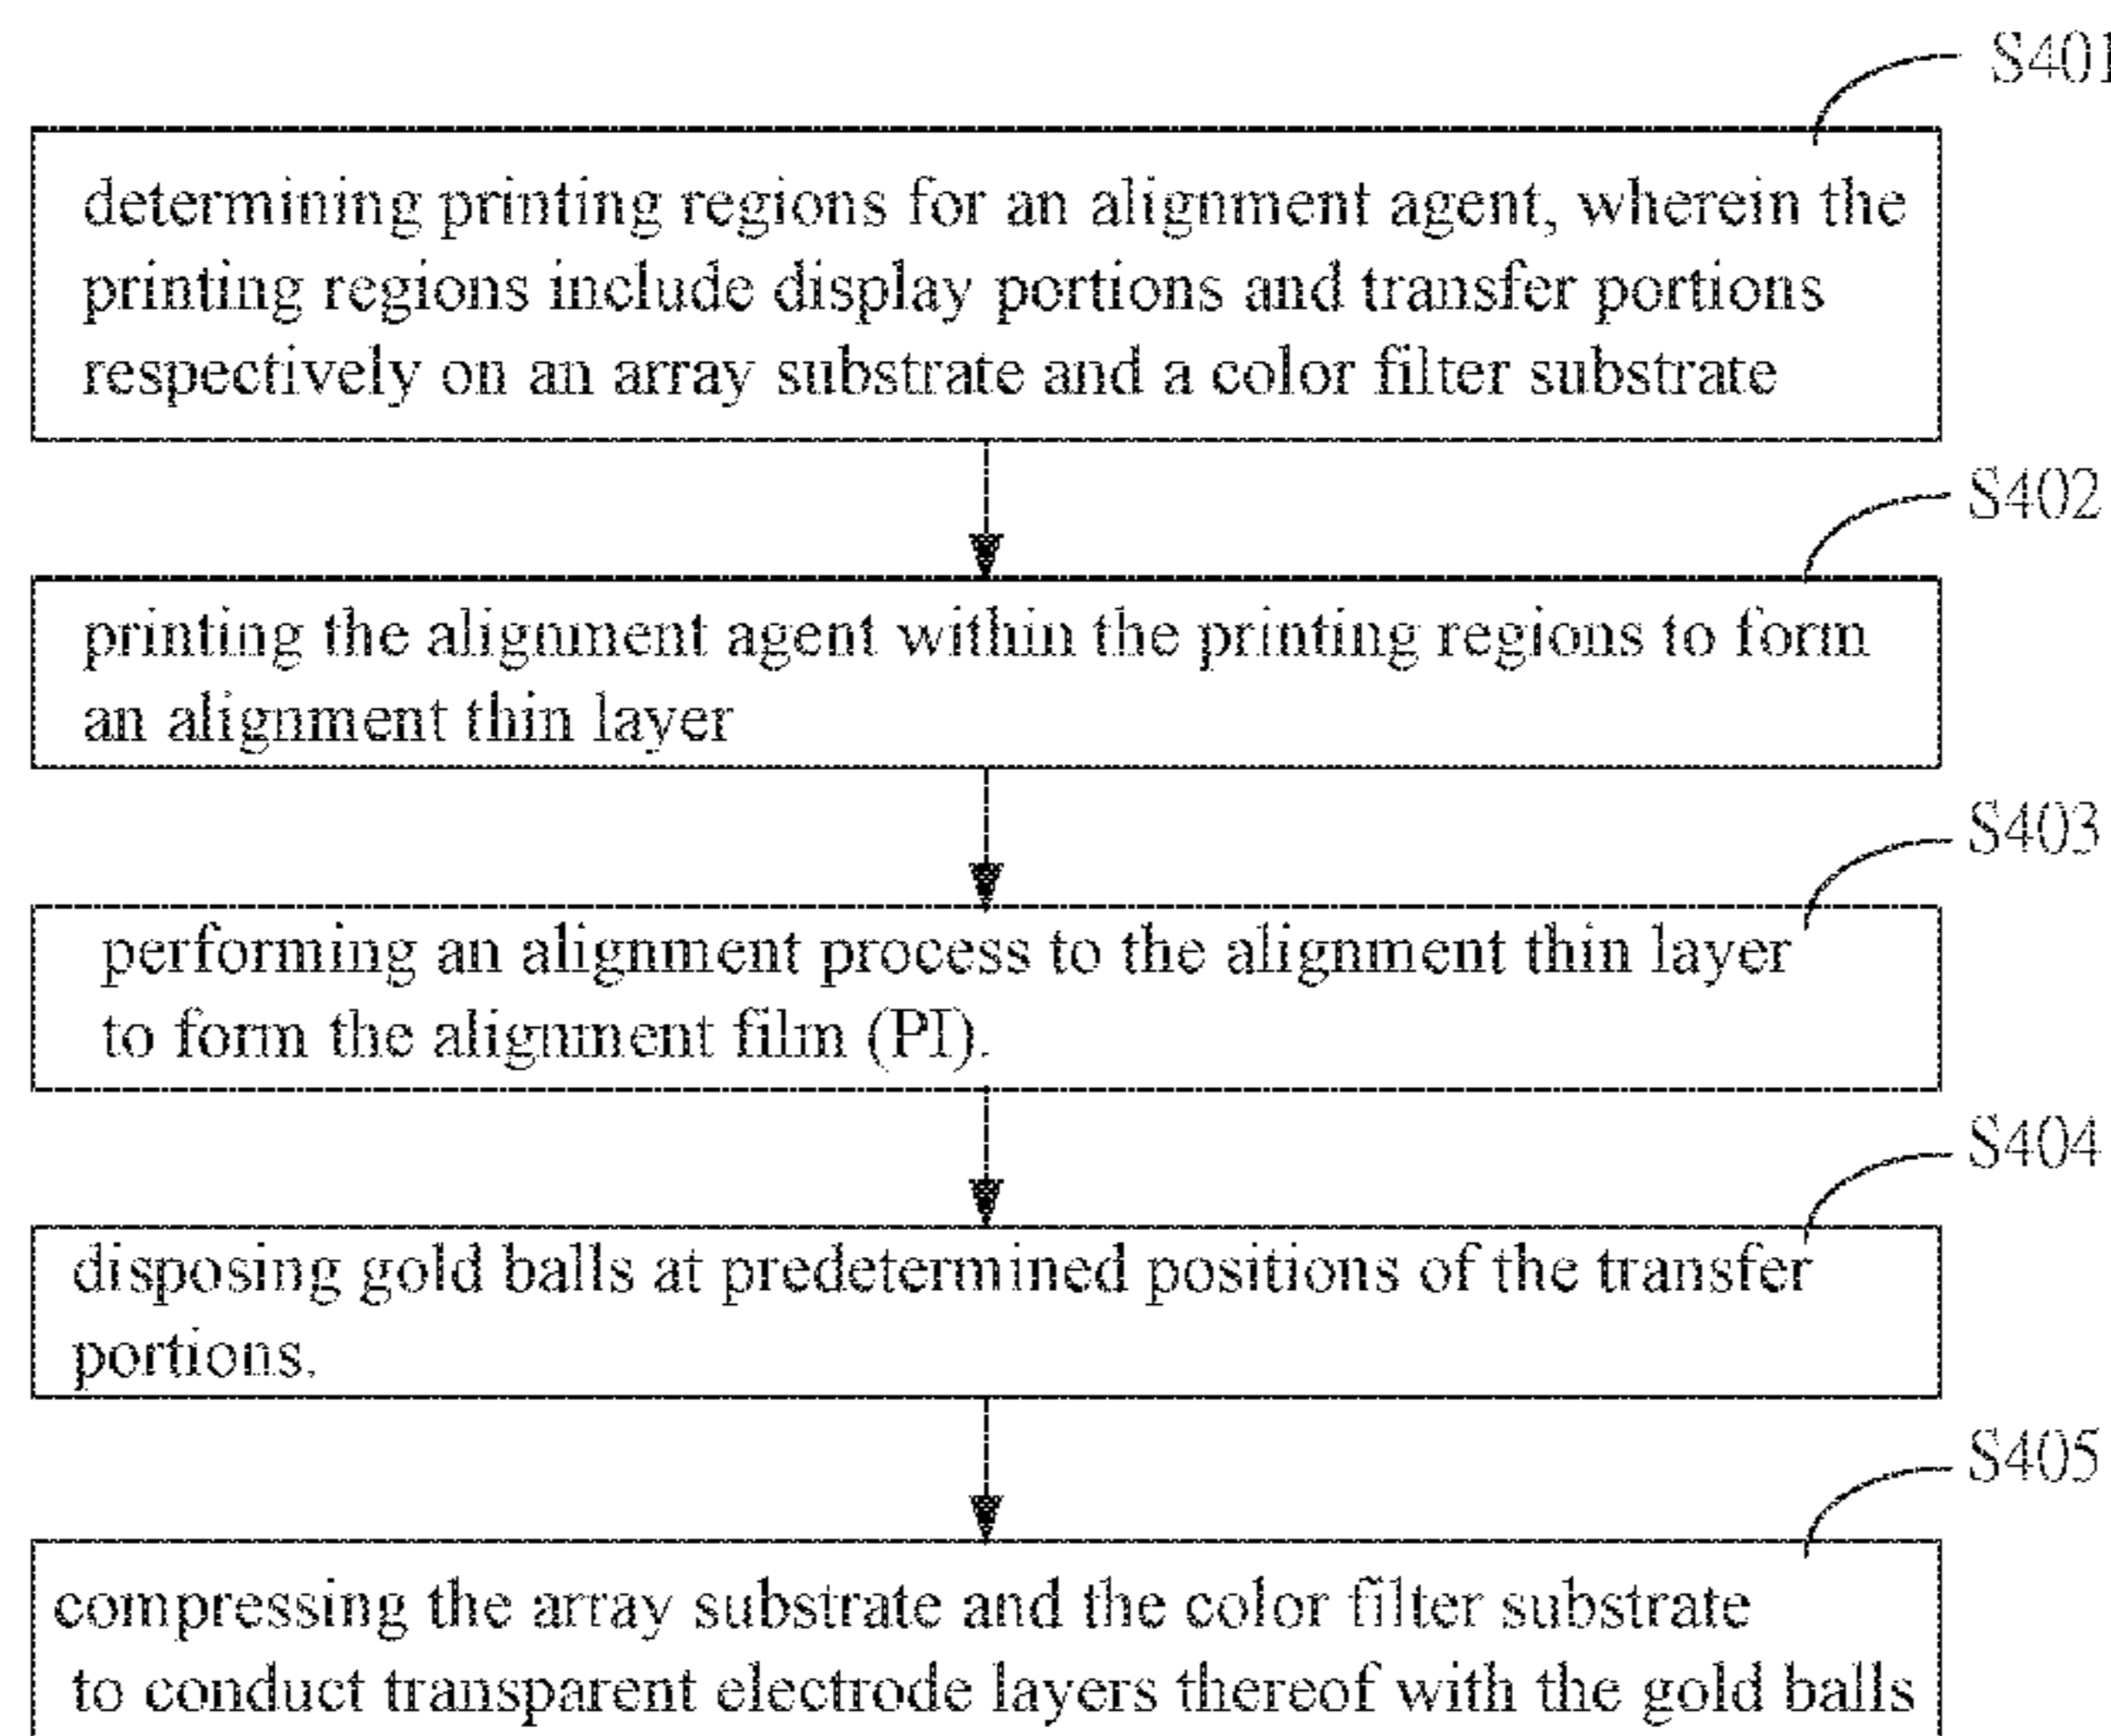 S401
determining printing regions for an alignment agent, wherein the
printing regions include display portions and transfer portions
respectively on an array substrate and a color filter substrate
S402
printing the alignment agent within the printing regions to form
an alignment thin layer
S403
performing an alignment process to the alignment thin layer
to form the alignment film (PI).
S404
disposing gold balls at predetermined positions of the transfer
portions.
S405
compressing the array substrate and the color filter substrate
to conduct transparent electrode layers thereof with the gold balls